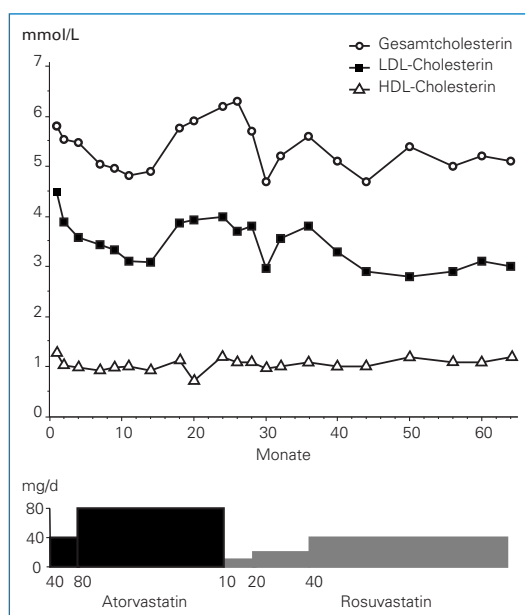 mmol/L
Gesamtcholesterin
LDL-Cholesterin
HDL-Cholesterin
7
6
5
4
3
2
1
0
0 10 20 30 40 50 60
Monate
mg/d
80
40
0
40 80 10 20 40
Atorvastatin Rosuvastatin